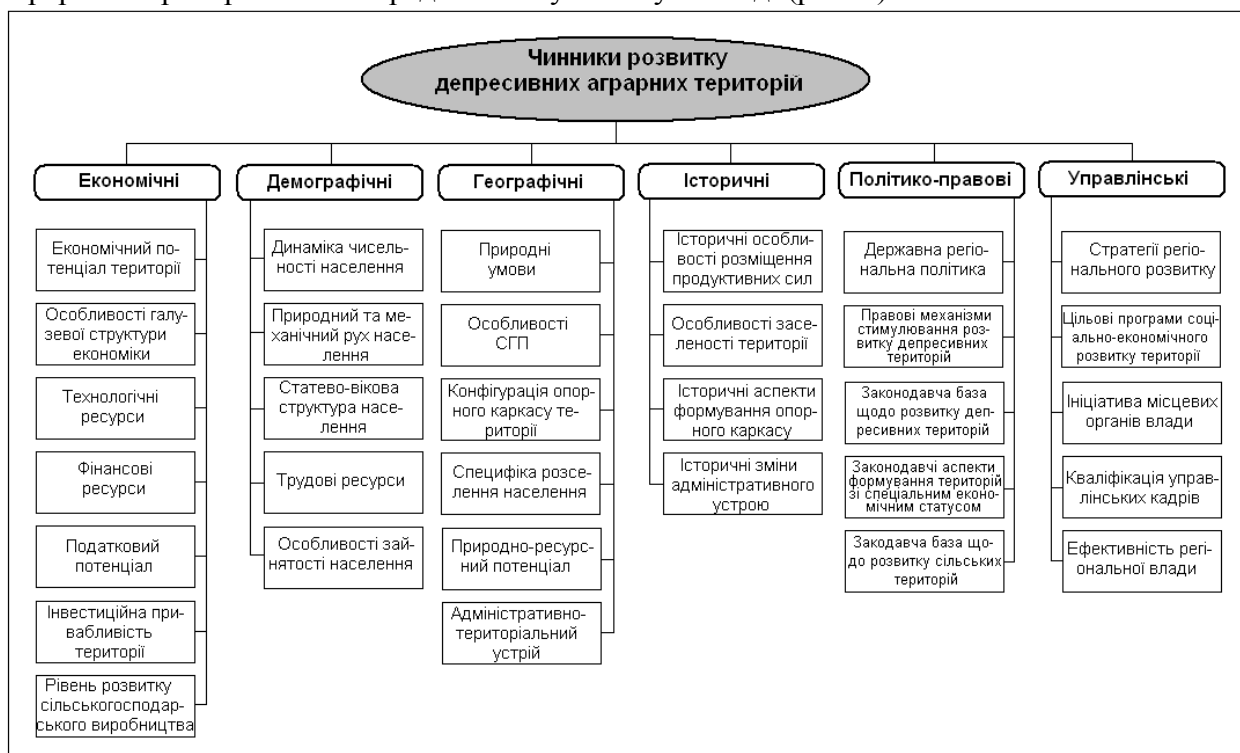 Чинники розвитку
депресивних аграрних територій
Економічні
Економічний по-
тенціал території
Особливості галу-
зевої структури
економіки
Технологічні
ресурси
Фінансові
ресурси
Податковий
потенціал
Інвестиційна при-
вабливість
території
Рівень розвитку
сільськогосподар-
ського виробництва
Демографічні
Динаміка чисель-
ності населення
Природний та ме-
ханічний рух насе-
лення
Статево-вікова
структура насе-
лення
Трудові ресурси
Особливості зай-
нятості населення
Географічні
Природні
умови
Особливості
СГП
Конфігурація опор-
ного каркасу те-
риторії
Специфіка розсе-
лення населення
Природно-ресурс-
ний потенціал
Адміністративно-
територіальний
устрій
Історичні
Історичні особли-
вості розміщення
продуктивних сил
Особливості засе-
леності території
Історичні аспекти
формування опор-
ного каркасу
Історичні зміни
адміністративного
устрою
Політико-правові
Державна регіо-
нальна політика
Правові механізми
стимулювання роз-
витку депресивних
територій
Законодавча база
щодо розвитку деп-
ресивних територій
Законодавчі аспекти
формування територій
зі спеціальним еконо-
мічним статусом
Закодавча база що-
до розвитку сільських
територій
Управлінські
Стратегії регіо-
нального розвитку
Цільові програми соці-
ально-економічного
розвитку території
Ініціатива місцевих
органів влади
Кваліфікація управ-
лінських кадрів
Ефективність регі-
ональної влади